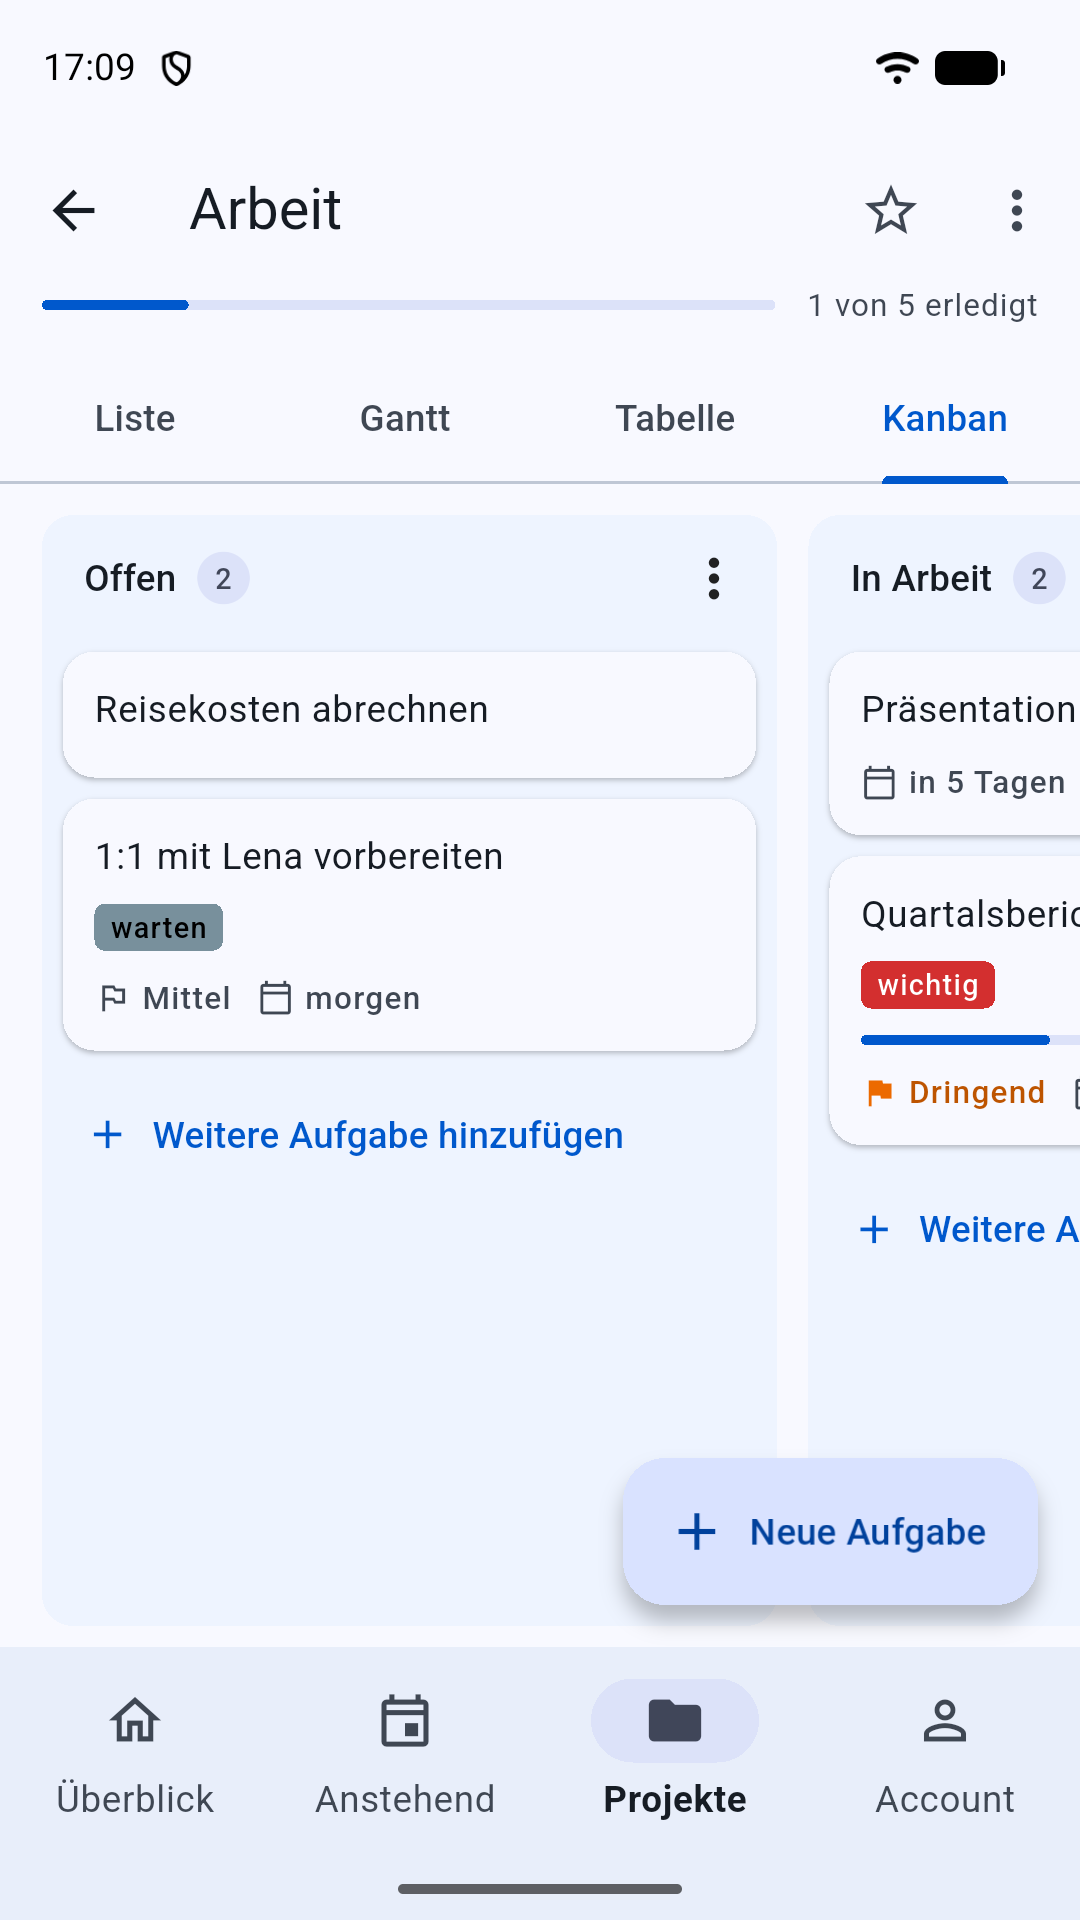 17:09
Arbeit
1 von 5 erledigt
Liste
Gantt
Tabelle
Kanban
Offen 2
Reisekosten abrechnen
1:1 mit Lena vorbereiten
warten
Mittel
morgen
Weitere Aufgabe hinzufügen
In Arbeit 2
Präsentation
in 5 Tagen
wichtig
Dringend
Weitere
Neue Aufgabe
Überblick
Anstehend
Projekte
Account